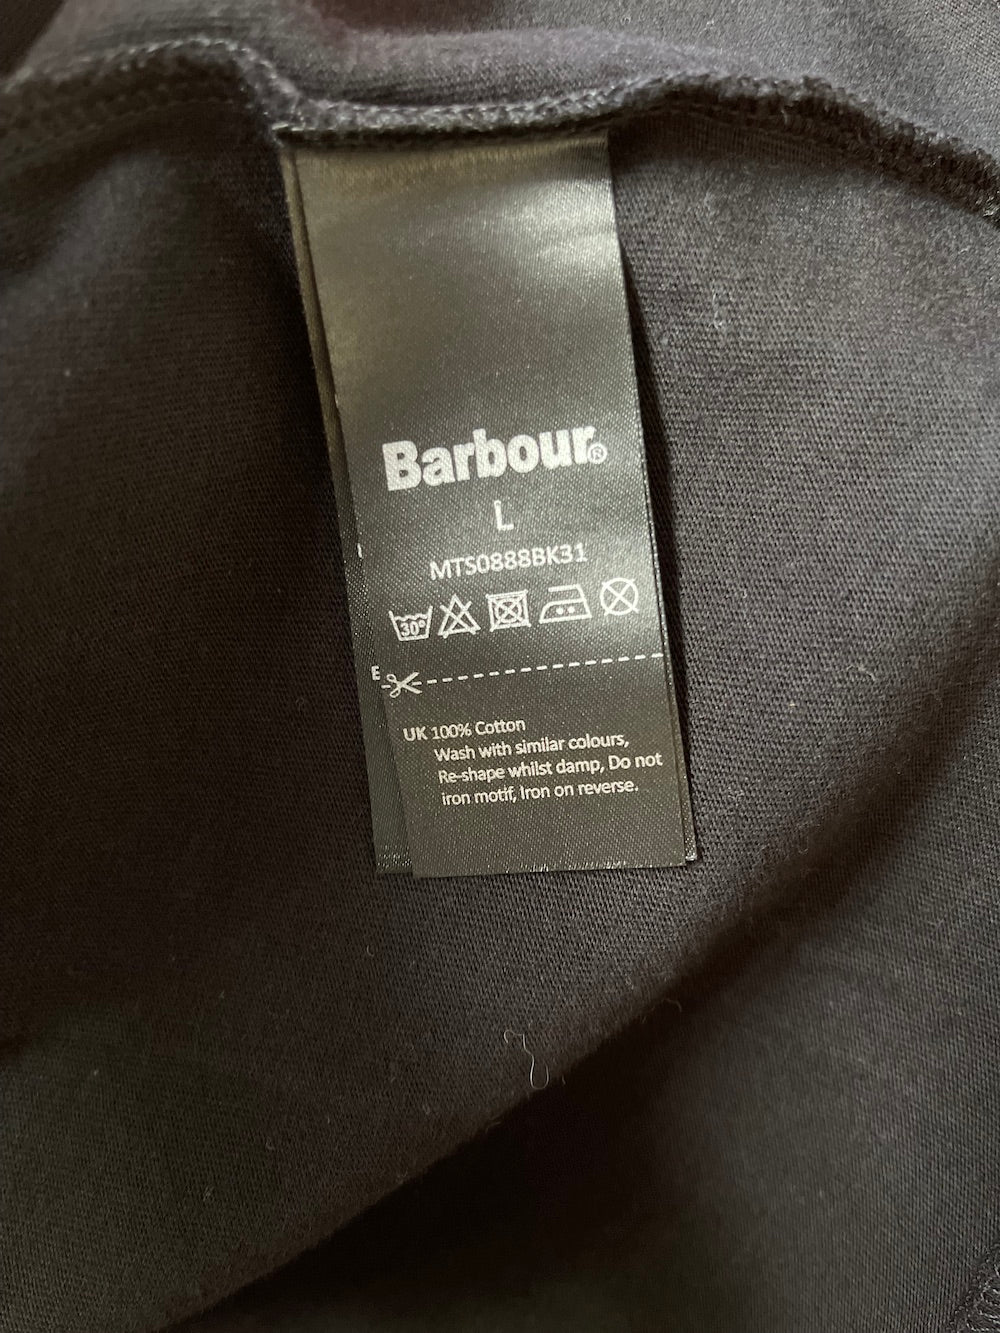 Barbour®
L
MTS0888BK31
30°
E
UK 100% Cotton
Wash with similar colours,
Re-shape whilst damp, Do not
iron motif, Iron on reverse.